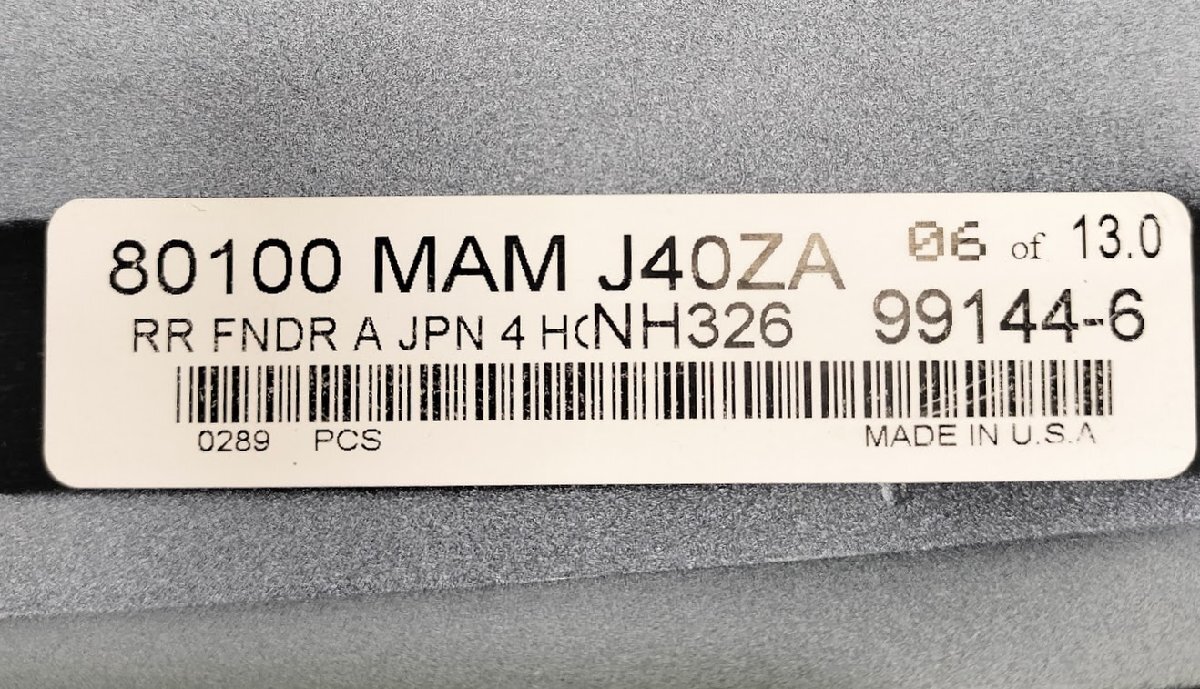 80100 MAM J40ZA 06 of 13.0
RR FNDR A JPN 4 NH326 99144-6
0289 PCS MADE IN U.S.A